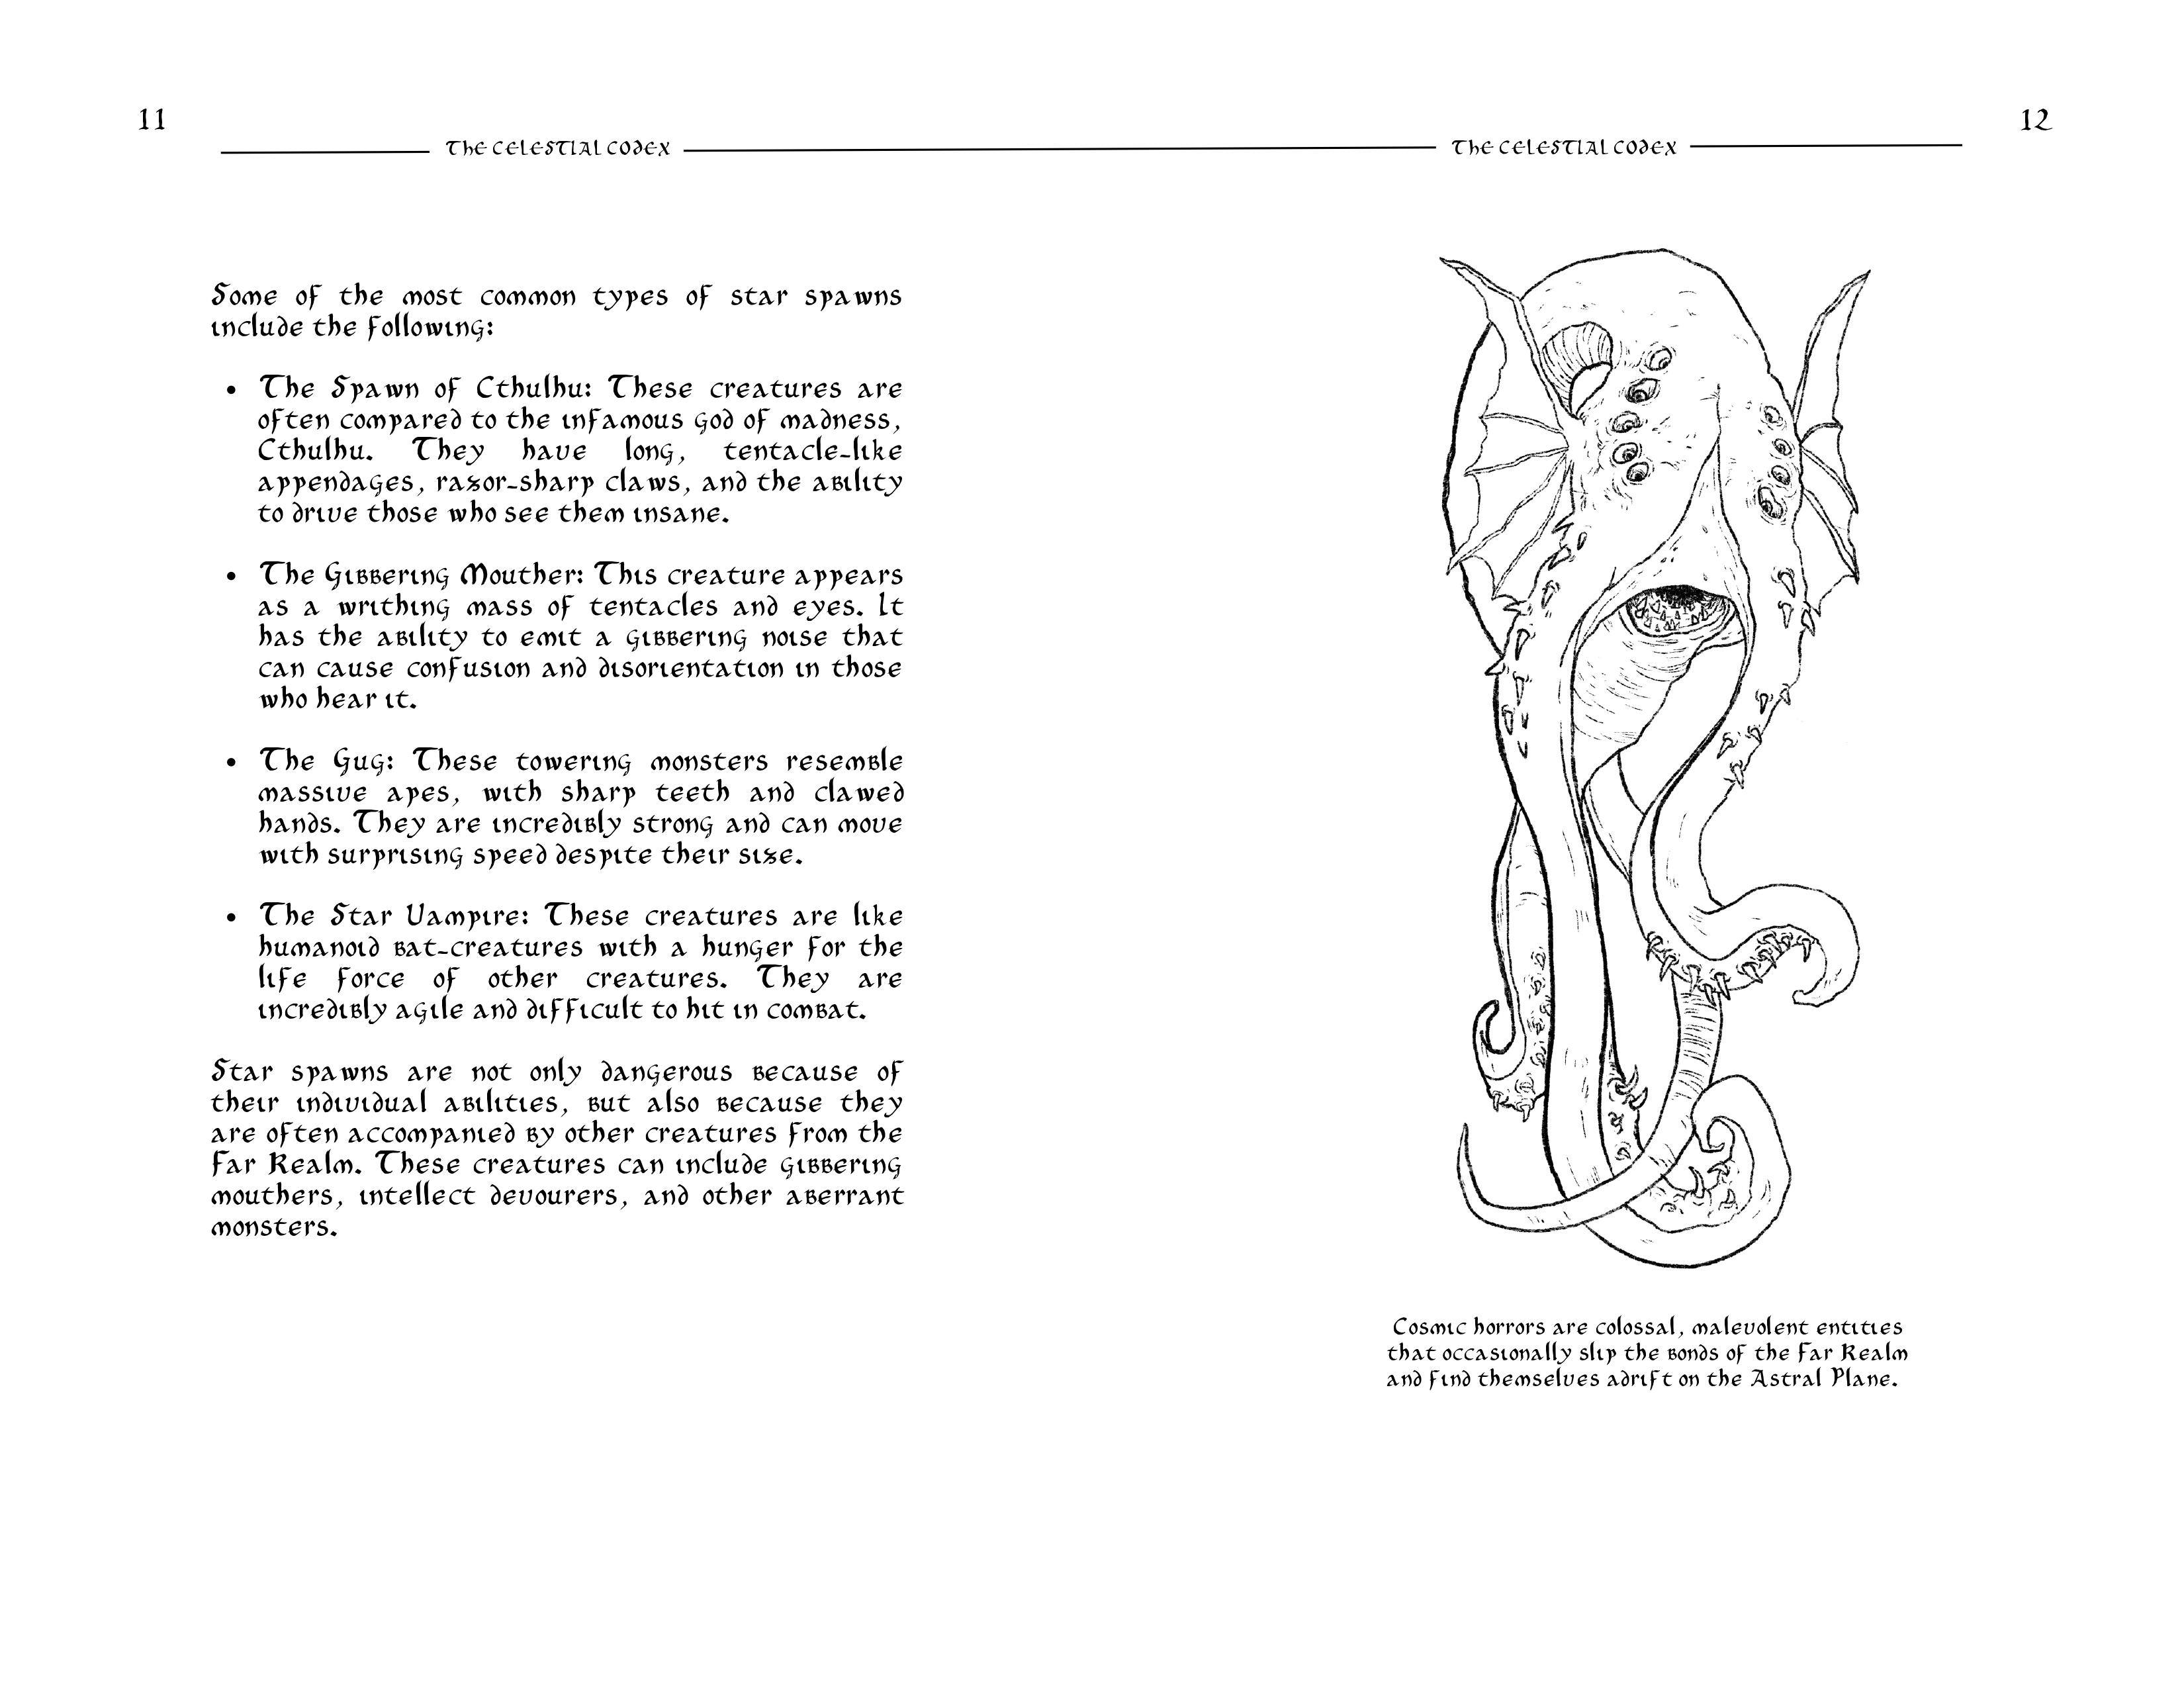 11
THE CELESTIAL CODEX
Some of the most common types of star spawns
include the following:
• The Spawn of Cthulhu: These creatures are
often compared to the infamous god of madness,
Cthulhu. They have long, tentacle-like
appendages, razor-sharp claws, and the ability
to drive those who see them insane.
• The Gibbering Mouther: This creature appears
as a writhing mass of tentacles and eyes. It
has the ability to emit a gibbering noise that
can cause confusion and disorientation in those
who hear it.
• The Gug: These towering monsters resemble
massive apes, with sharp teeth and clawed
hands. They are incredibly strong and can move
with surprising speed despite their size.
• The Star Vampire: These creatures are like
humanoid bat-creatures with a hunger for the
life force of other creatures. They are
incredibly agile and difficult to hit in combat.
Star spawns are not only dangerous because of
their individual abilities, but also because they
are often accompanied by other creatures from the
Far Realm. These creatures can include gibbering
mouthers, intellect devourers, and other aberrant
monsters.
12
THE CELESTIAL CODEX
Cosmic horrors are colossal, malevolent entities
that occasionally slip the bonds of the Far Realm
and find themselves adrift on the Astral Plane.